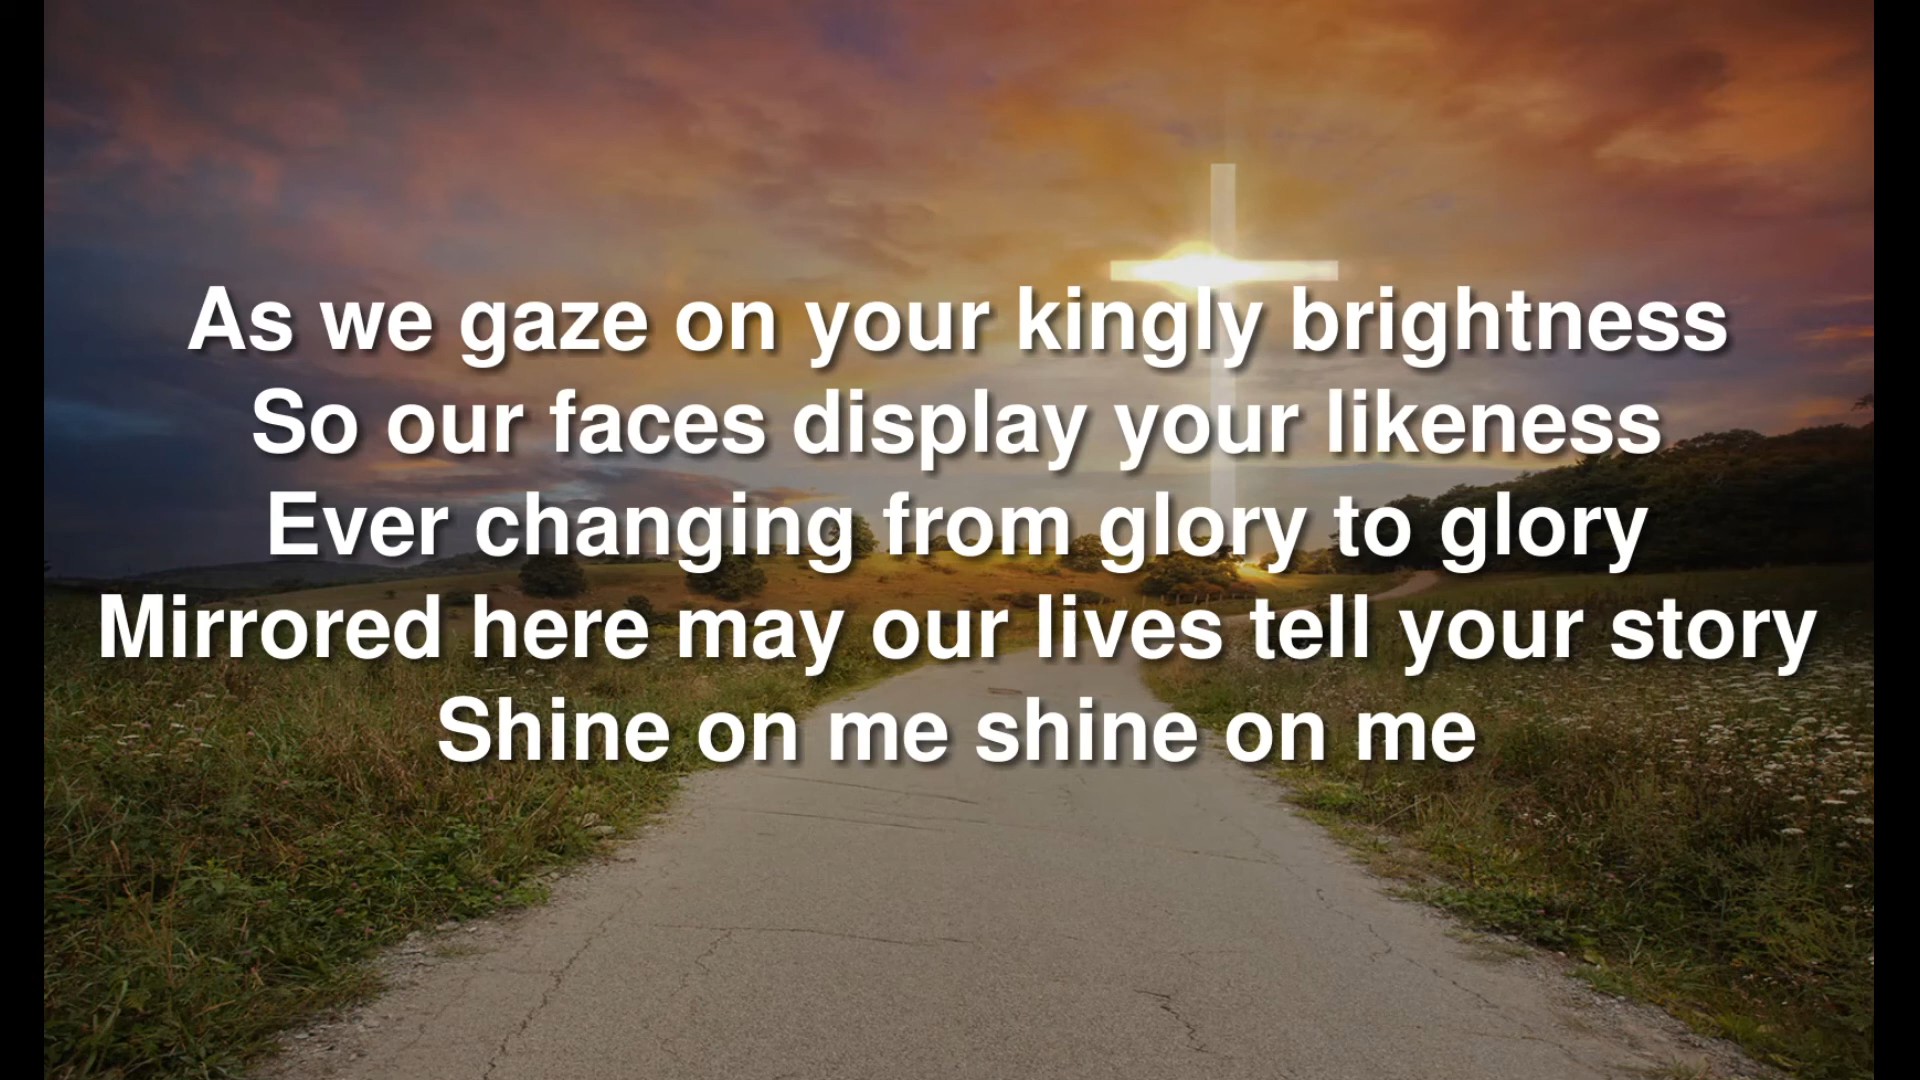 As we gaze on your kingly brightness
So our faces display your likeness
Ever changing from glory to glory
Mirrored here may our lives tell your story
Shine on me shine on me